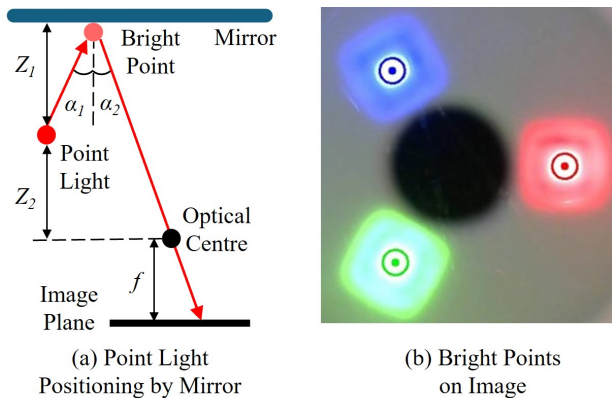 Z₁
Bright
Point
Mirror
α₁
α₂
Point
Light
Z₂
Optical
Centre
f
Image
Plane
(a) Point Light
Positioning by Mirror
(b) Bright Points
on Image